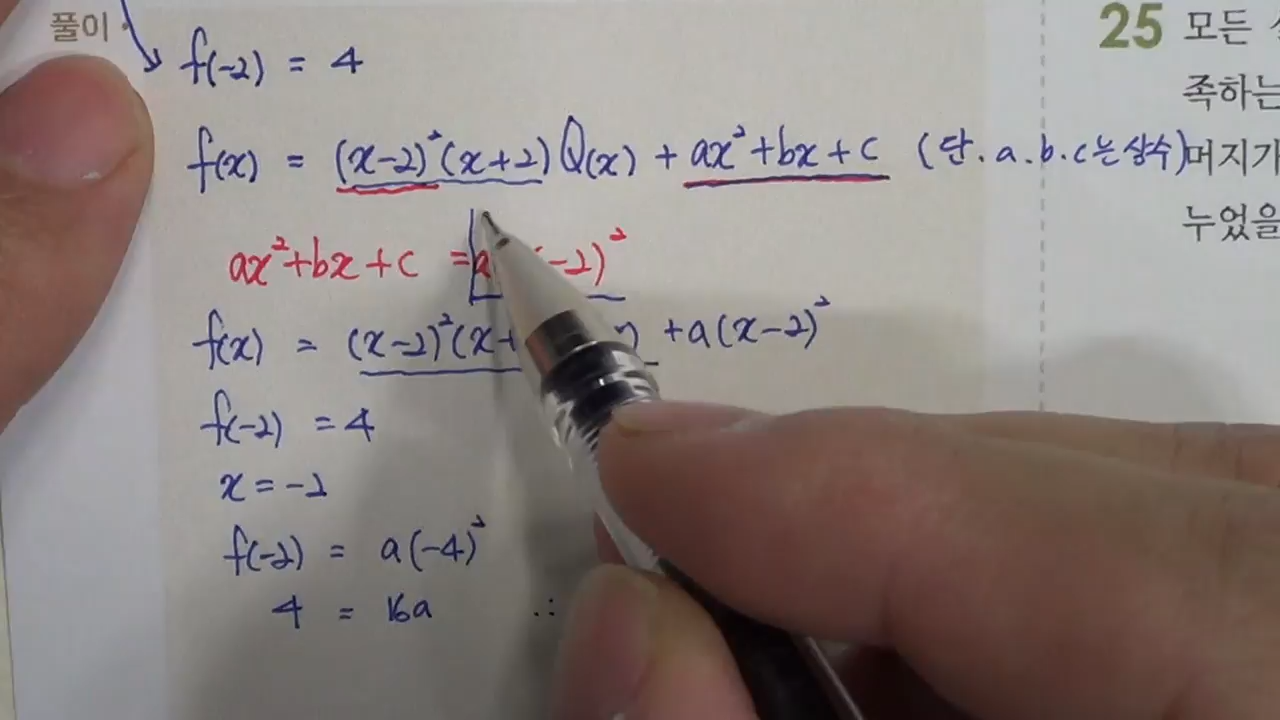 풀이
f(-2) = 4
f(x) = (x-2)²(x+2)Q(x) + ax²+bx+c (단. a. b. c는 상수)
ax²+bx+c = -2)²
f(x) = (x-2)²(x+ +a(x-2)²
f(-2) = 4
x = -2
f(-2) = a(-4)²
4 = 16a ∴
25 모든
족하는
머지가
누었을